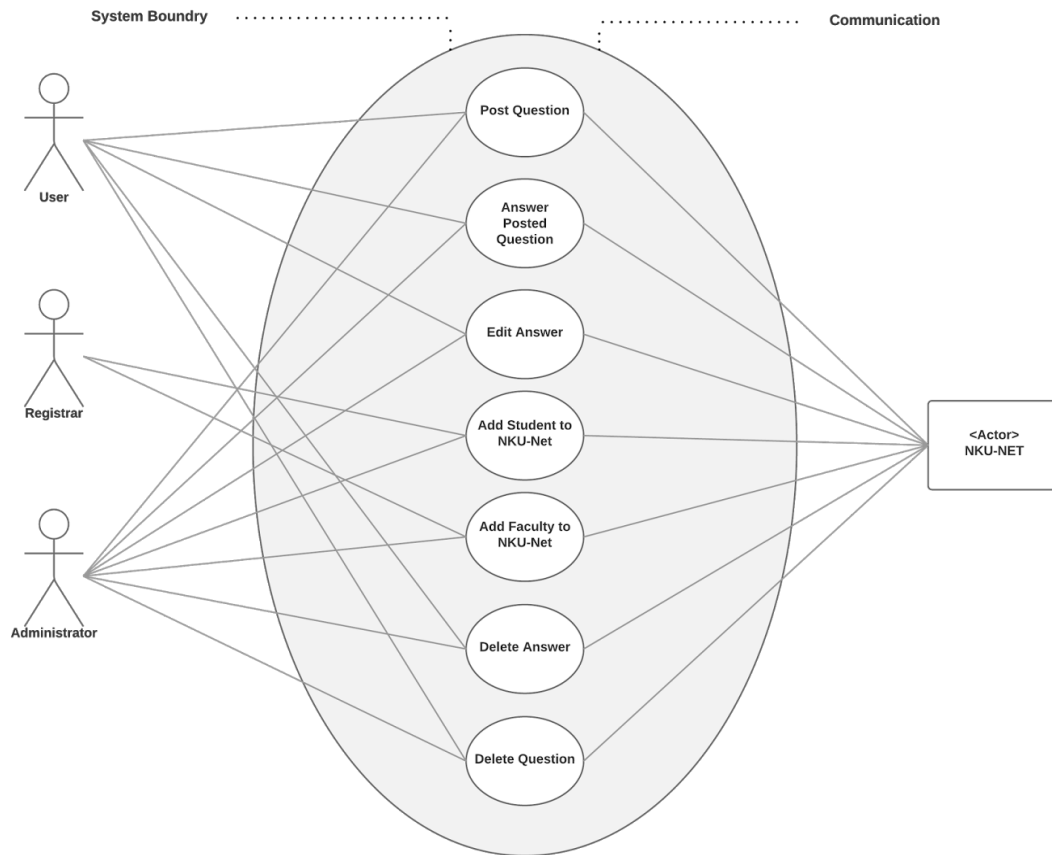 System Boundry
Communication
User
Registrar
Administrator
Post Question
Answer
Posted
Question
Edit Answer
Add Student to
NKU-Net
Add Faculty to
NKU-Net
Delete Answer
Delete Question
<Actor>
NKU-NET